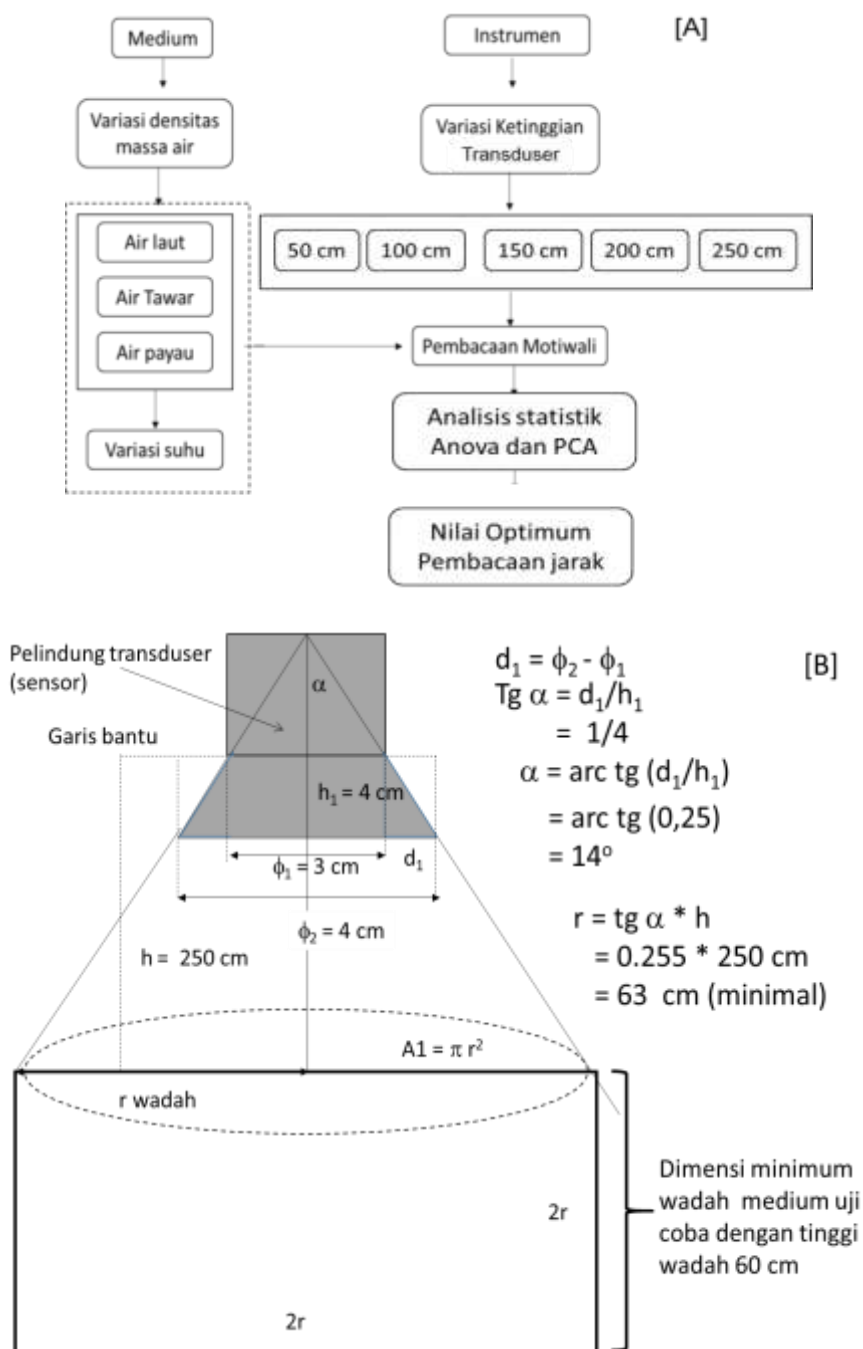 [A]
Medium
Instrumen
Variasi densitas
massa air
Variasi Ketinggian
Transduser
Air laut
Air Tawar
Air payau
Variasi suhu
50 cm
100 cm
150 cm
200 cm
250 cm
Pembacaan Motiwali
Analisis statistik
Anova dan PCA
Nilai Optimum
Pembacaan jarak
[B]
Pelindung transduser
(sensor)
Garis bantu
α
h₁ = 4 cm
ϕ₁ = 3 cm
d₁
ϕ₂ = 4 cm
h = 250 cm
d₁ = ϕ₂ - ϕ₁
Tg α = d₁/h₁
= 1/4
α = arc tg (d₁/h₁)
= arc tg (0,25)
= 14°
r = tg α * h
= 0.255 * 250 cm
= 63 cm (minimal)
A1 = π r²
r wadah
2r
2r
Dimensi minimum
wadah medium uji
coba dengan tinggi
wadah 60 cm